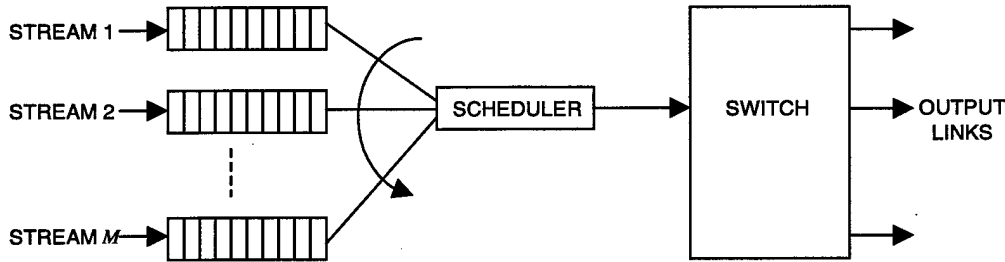 STREAM 1
STREAM 2
SCHEDULER
SWITCH
OUTPUT
LINKS
STREAM M